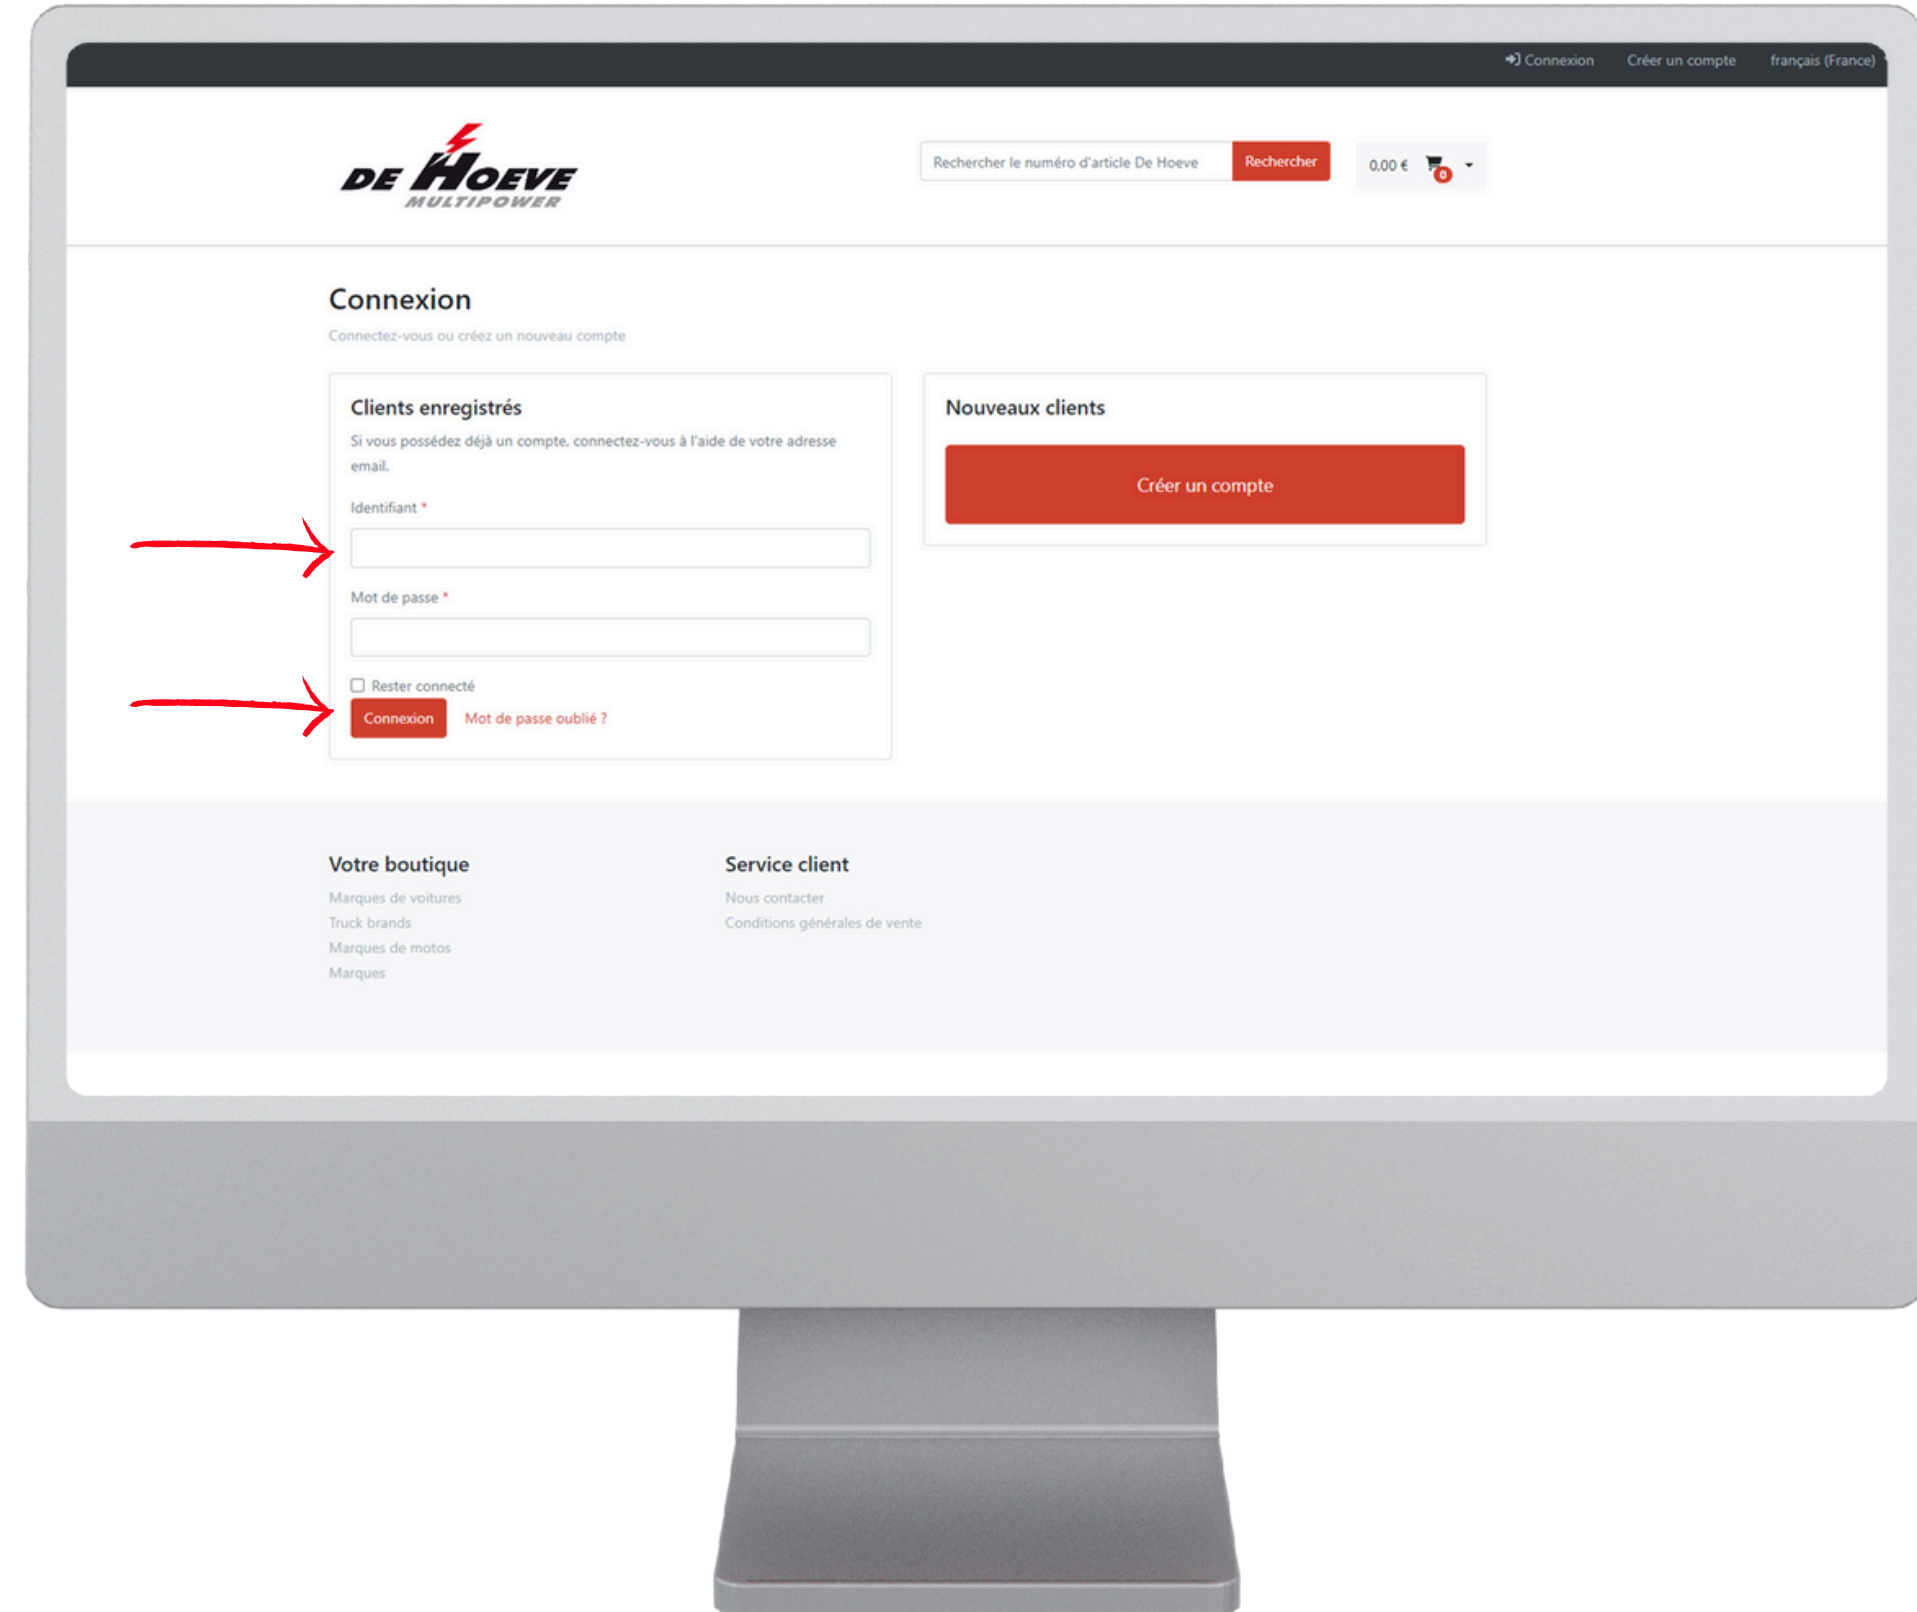 Connexion Créer un compte français (France)
DE HOEVE
MULTIPOWER
Rechercher le numéro d'article De Hoeve Rechercher 0,00 € 0
Connexion
Connectez-vous ou créez un nouveau compte
Clients enregistrés
Si vous possédez déjà un compte, connectez-vous à l'aide de votre adresse
email.
Identifiant *
Mot de passe *
Rester connecté
Connexion Mot de passe oublié ?
Nouveaux clients
Créer un compte
Votre boutique
Marques de voitures
Truck brands
Marques de motos
Marques
Service client
Nous contacter
Conditions générales de vente